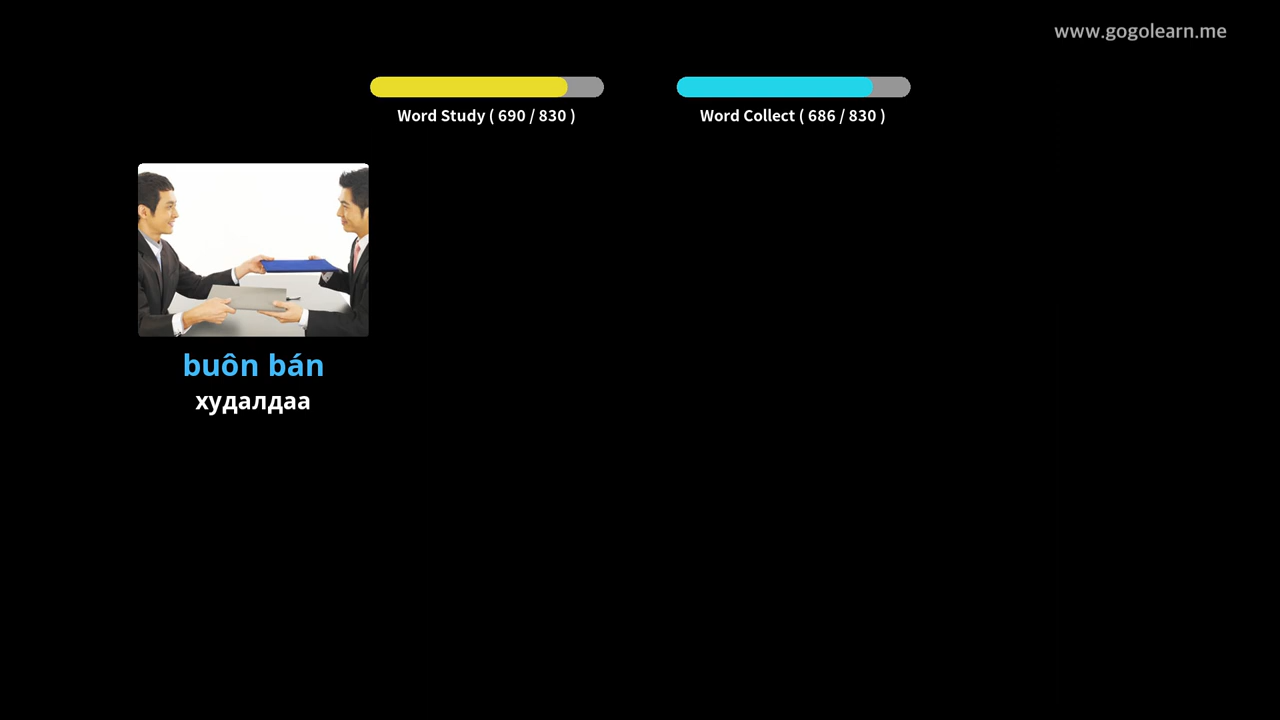 www.gogolearn.me
Word Study ( 690 / 830 )
Word Collect ( 686 / 830 )
buôn bán
худалдаа